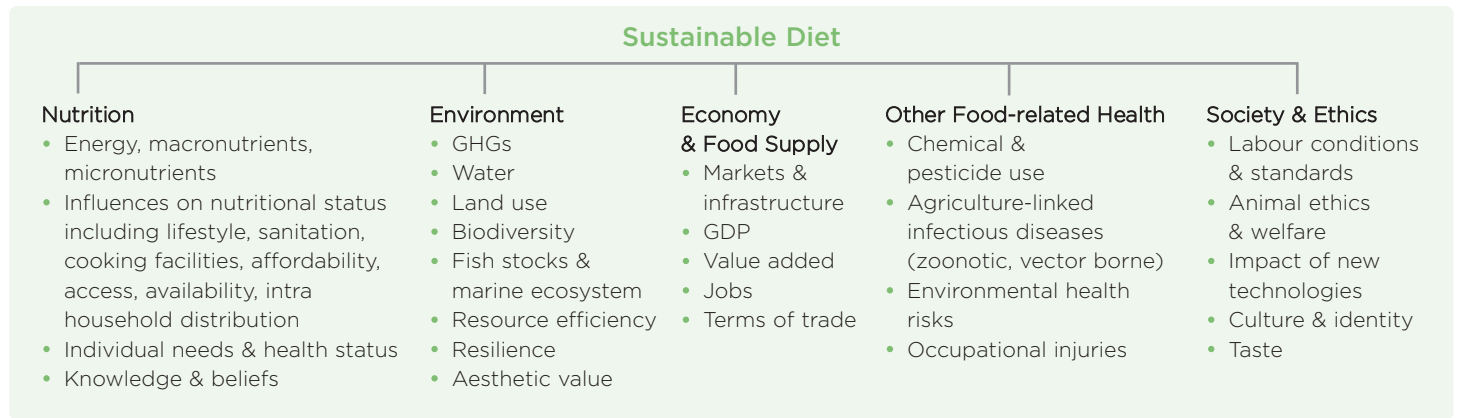 Sustainable Diet
Nutrition
• Energy, macronutrients,
micronutrients
• Influences on nutritional status
including lifestyle, sanitation,
cooking facilities, affordability,
access, availability, intra
household distribution
• Individual needs & health status
• Knowledge & beliefs
Environment
• GHGs
• Water
• Land use
• Biodiversity
• Fish stocks &
marine ecosystem
• Resource efficiency
• Resilience
• Aesthetic value
Economy
& Food Supply
• Markets &
infrastructure
• GDP
• Value added
• Jobs
• Terms of trade
Other Food-related Health
• Chemical &
pesticide use
• Agriculture-linked
infectious diseases
(zoonotic, vector borne)
• Environmental health
risks
• Occupational injuries
Society & Ethics
• Labour conditions
& standards
• Animal ethics
& welfare
• Impact of new
technologies
• Culture & identity
• Taste